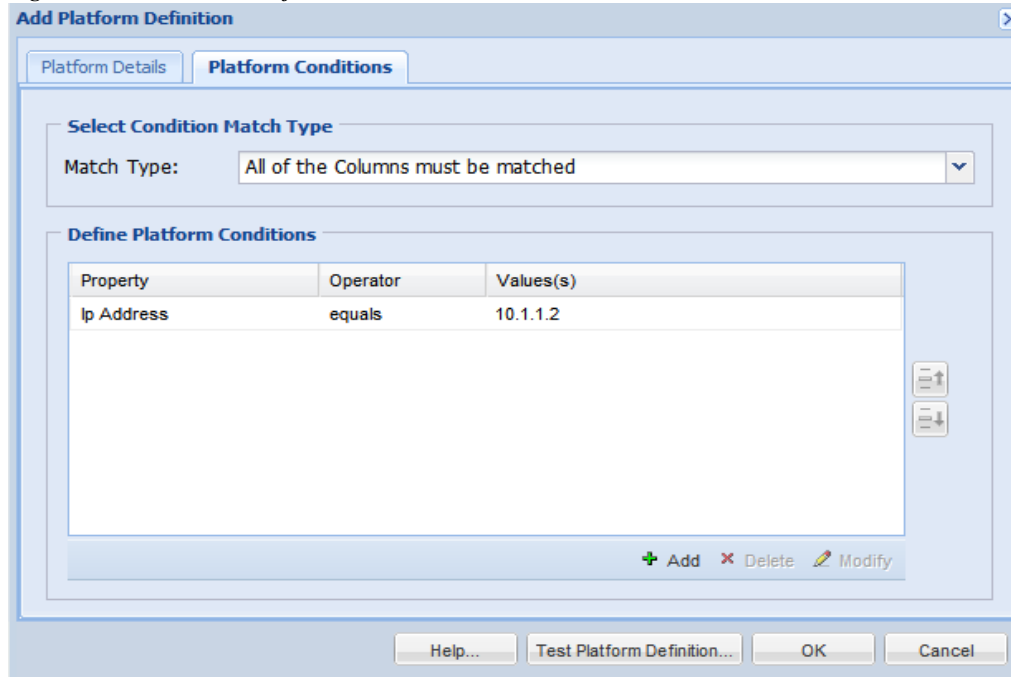 Add Platform Definition
Platform Details Platform Conditions
Select Condition Match Type
Match Type: All of the Columns must be matched
Define Platform Conditions
Property Operator Values(s)
Ip Address equals 10.1.1.2
Add Delete Modify
Help... Test Platform Definition... OK Cancel